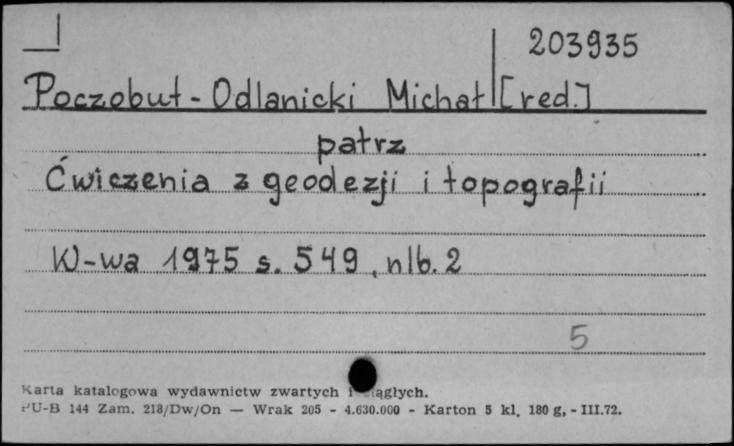 203935
Poczobut-Odlanicki Michał [red.]
patrz
Ćwiczenia z geodezji i topografii
W-wa 1975 s. 549, nlb. 2
5
Karta katalogowa wydawnictw zwartych i ciągłych.
PU-B 144 Zam. 218/Dw/On — Wrak 205 - 4.630.000 - Karton 5 kl. 180 g, - III.72.